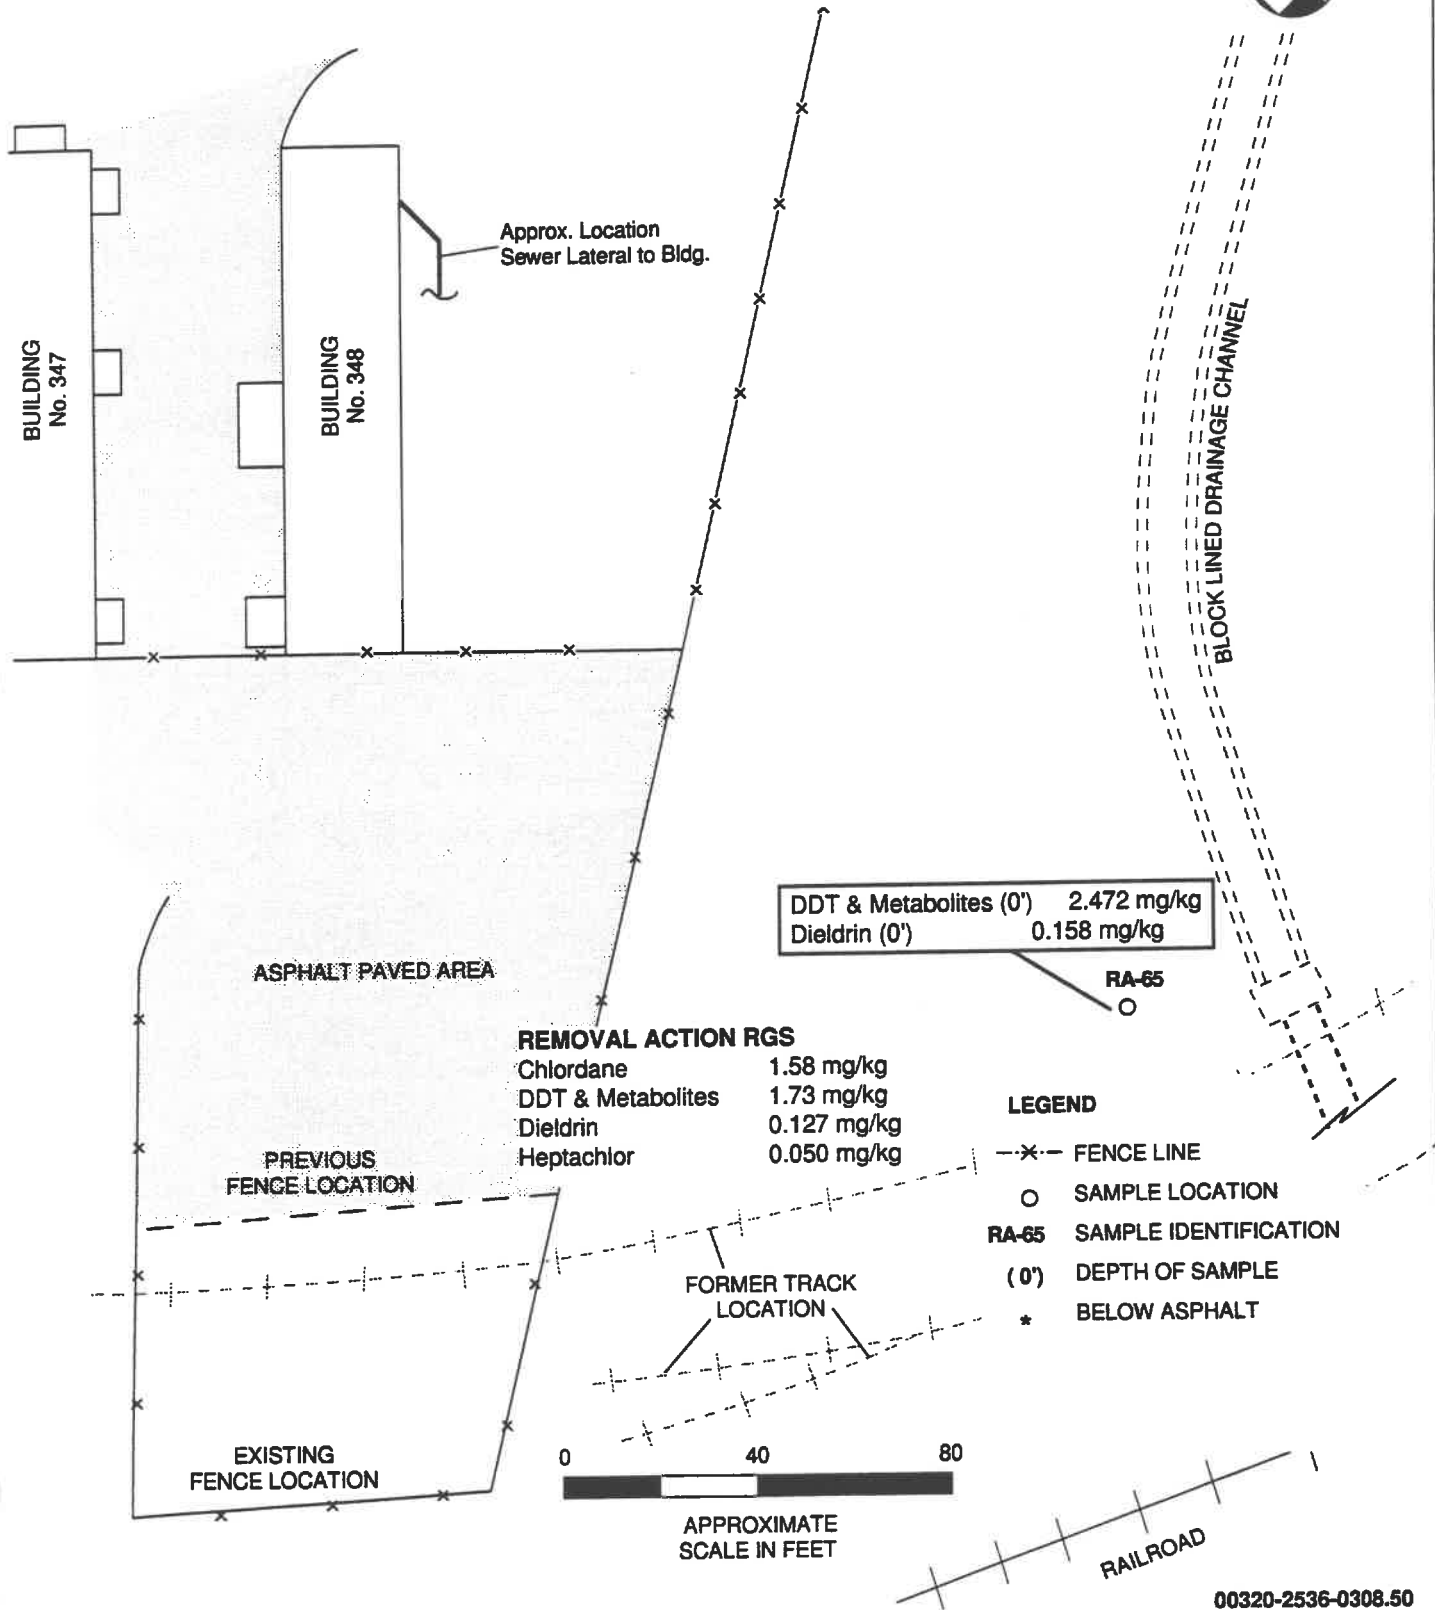 Approx. Location
Sewer Lateral to Bldg.
BUILDING
No. 347
BUILDING
No. 348
BLOCK LINED DRAINAGE CHANNEL
DDT & Metabolites (0') 2.472 mg/kg
Dieldrin (0') 0.158 mg/kg
RA-65
ASPHALT PAVED AREA
REMOVAL ACTION RGS
Chlordane 1.58 mg/kg
DDT & Metabolites 1.73 mg/kg
Dieldrin 0.127 mg/kg
Heptachlor 0.050 mg/kg
LEGEND
FENCE LINE
SAMPLE LOCATION
RA-65 SAMPLE IDENTIFICATION
( 0') DEPTH OF SAMPLE
* BELOW ASPHALT
PREVIOUS
FENCE LOCATION
FORMER TRACK
LOCATION
EXISTING
FENCE LOCATION
0 40 80
APPROXIMATE
SCALE IN FEET
RAILROAD
00320-2536-0308.50